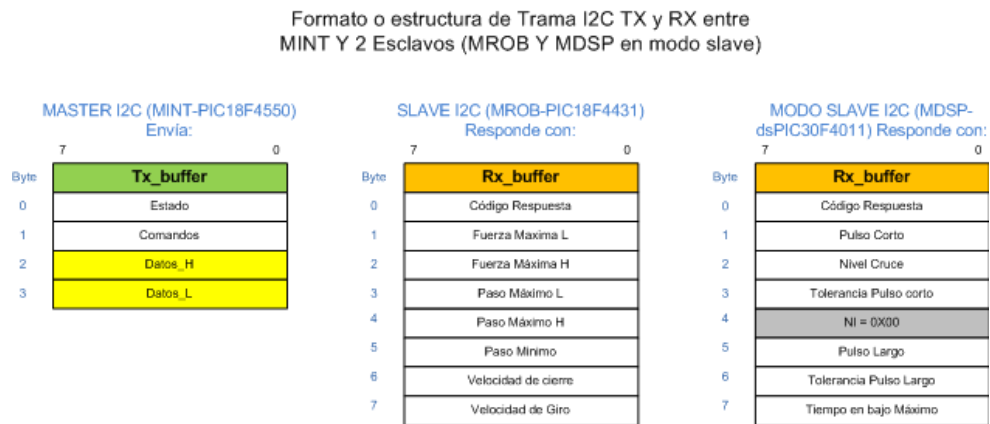 Formato o estructura de Trama I2C TX y RX entre
MINT Y 2 Esclavos (MROB Y MDSP en modo slave)
MASTER I2C (MINT-PIC18F4550)
Envía:
7 0
Byte Tx_buffer
0 Estado
1 Comandos
2 Datos_H
3 Datos_L
SLAVE I2C (MROB-PIC18F4431)
Responde con:
7 0
Byte Rx_buffer
0 Código Respuesta
1 Fuerza Maxima L
2 Fuerza Máxima H
3 Paso Máximo L
4 Paso Máximo H
5 Paso Minimo
6 Velocidad de cierre
7 Velocidad de Giro
MODO SLAVE I2C (MDSP-
dsPIC30F4011) Responde con:
7 0
Byte Rx_buffer
0 Código Respuesta
1 Pulso Corto
2 Nivel Cruce
3 Tolerancia Pulso corto
4 NI = 0X00
5 Pulso Largo
6 Tolerancia Pulso Largo
7 Tiempo en bajo Máximo